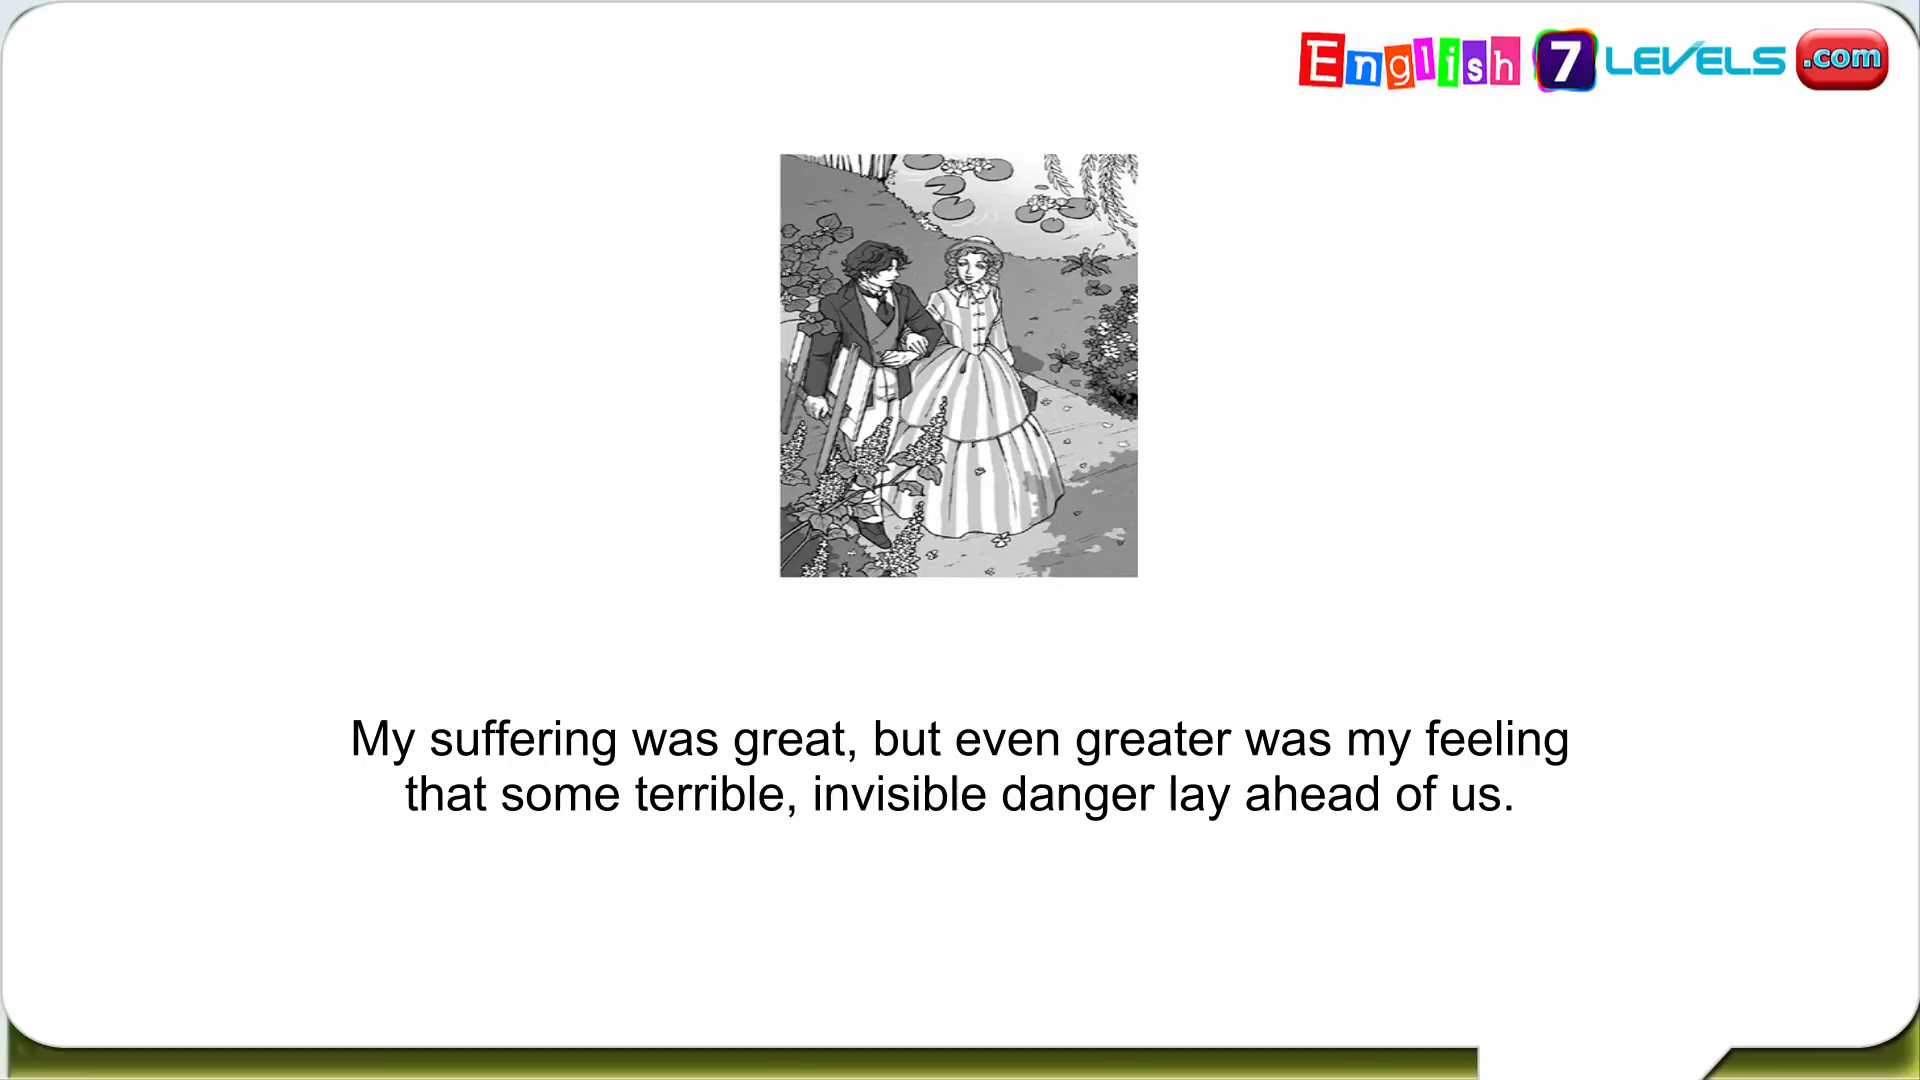 English 7 LEVELS .com
My suffering was great, but even greater was my feeling
that some terrible, invisible danger lay ahead of us.